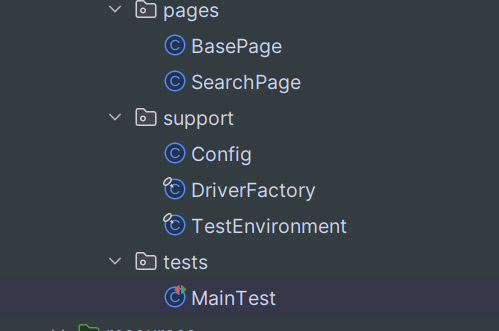 pages
BasePage
SearchPage
support
Config
DriverFactory
TestEnvironment
tests
MainTest